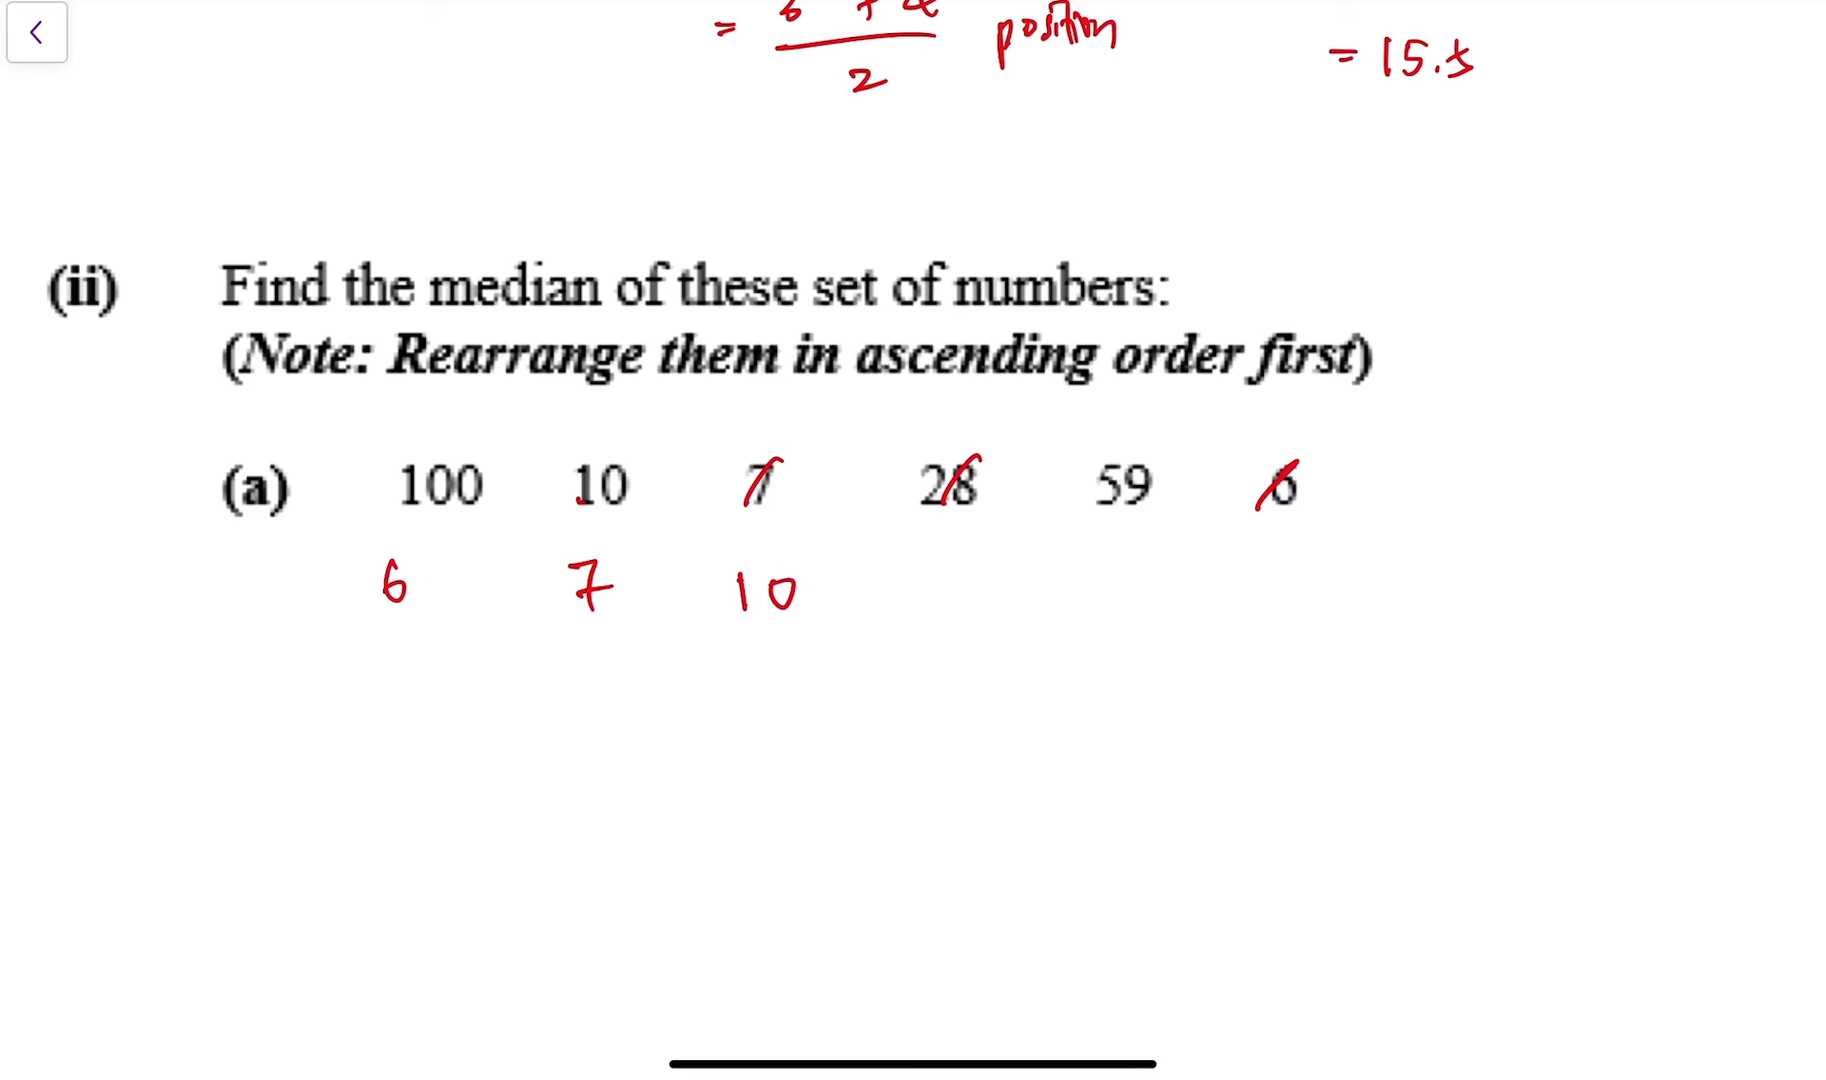 = 
2 position
= 15.5
(ii) Find the median of these set of numbers:
(Note: Rearrange them in ascending order first)
(a) 100 10 7 28 59 6
6 7 10